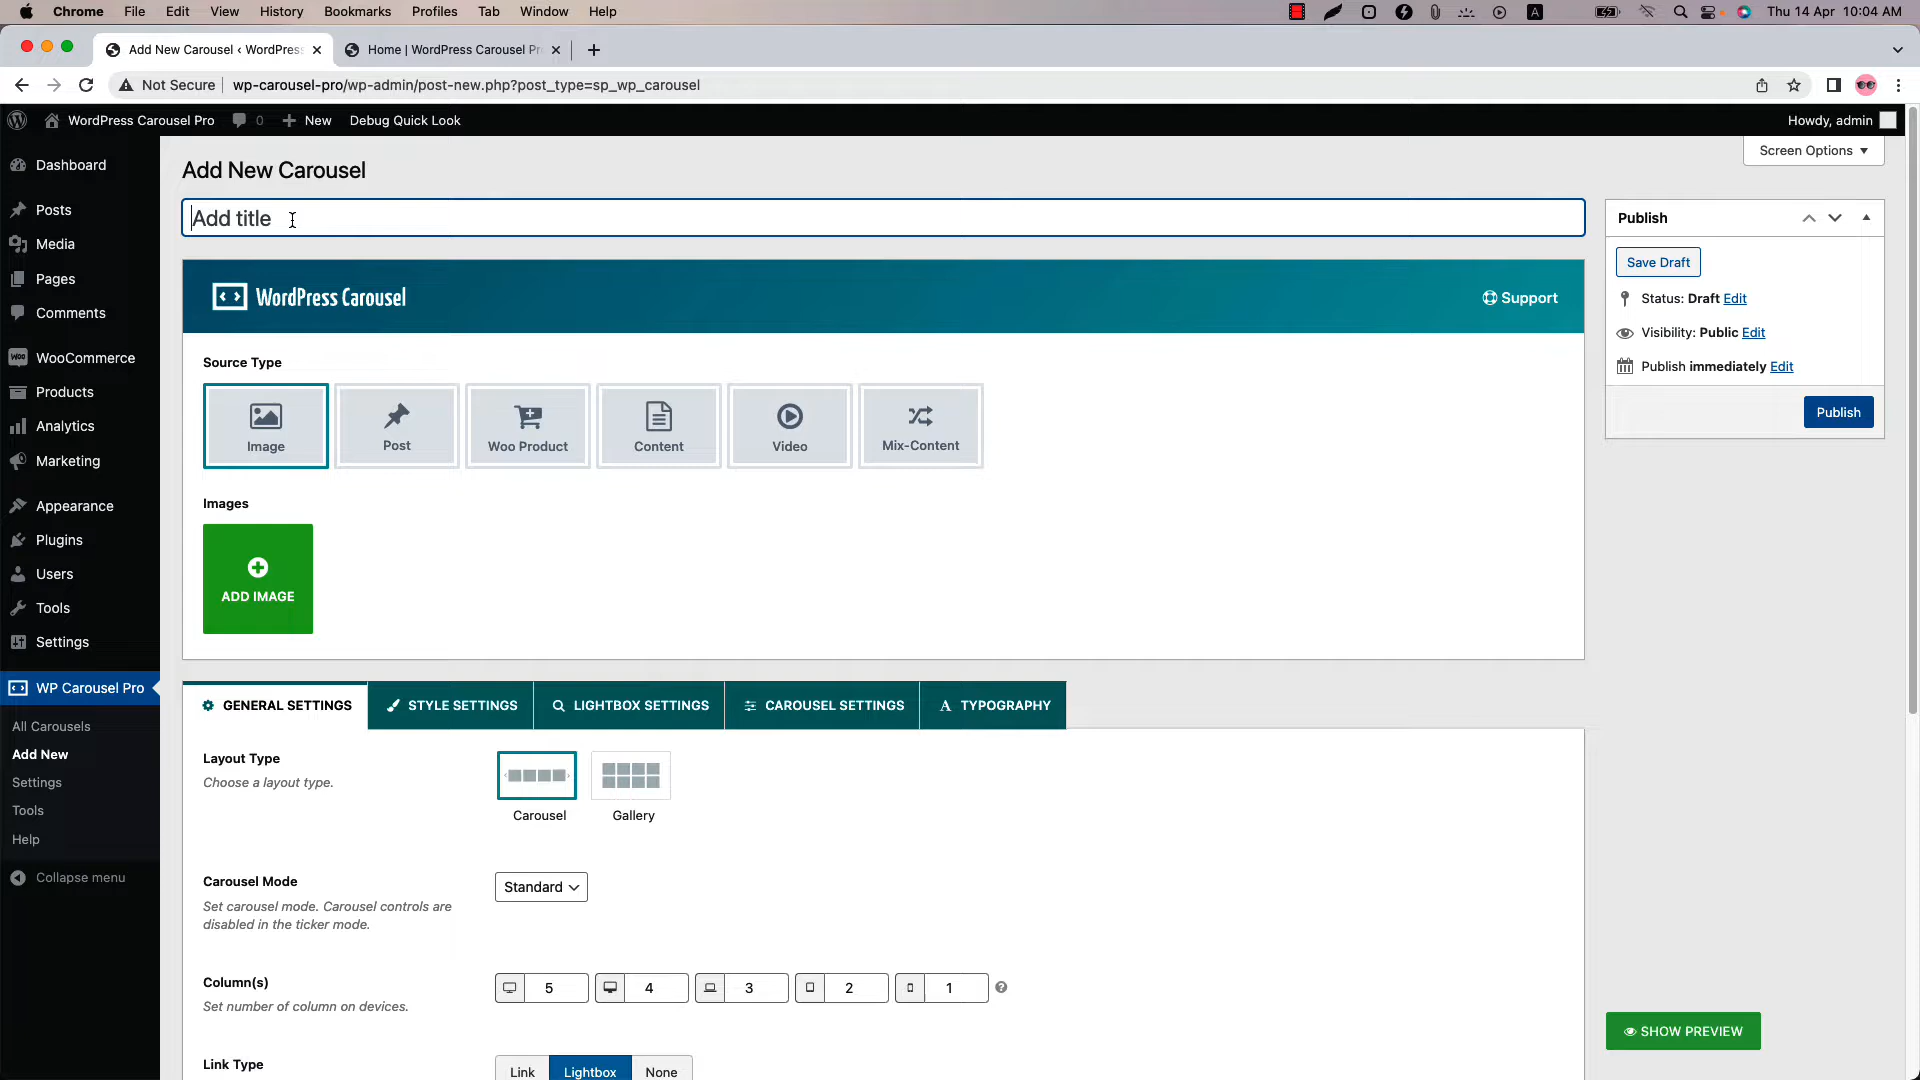 Chrome File Edit View History Bookmarks Profiles Tab Window Help A Thu 14 Apr 10:04 AM
Add New Carousel ‹ WordPress Home | WordPress Carousel Pr
Not Secure wp-carousel-pro/wp-admin/post-new.php?post_type=sp_wp_carousel
WordPress Carousel Pro 0 New Debug Quick Look Howdy, admin
Screen Options
Dashboard
Posts
Media
Pages
Comments
WooCommerce
Products
Analytics
Marketing
Appearance
Plugins
Users
Tools
Settings
WP Carousel Pro
All Carousels
Add New
Settings
Tools
Help
Collapse menu
Add New Carousel
Add title
WordPress Carousel Support
Source Type
Image Post Woo Product Content Video Mix-Content
Images
ADD IMAGE
GENERAL SETTINGS STYLE SETTINGS LIGHTBOX SETTINGS CAROUSEL SETTINGS TYPOGRAPHY
Layout Type
Choose a layout type.
Carousel Gallery
Carousel Mode
Standard
Set carousel mode. Carousel controls are
disabled in the ticker mode.
Column(s)
Set number of column on devices.
5 4 3 2 1
Link Type
Link Lightbox None
Publish
Save Draft
Status: Draft Edit
Visibility: Public Edit
Publish immediately Edit
Publish
SHOW PREVIEW